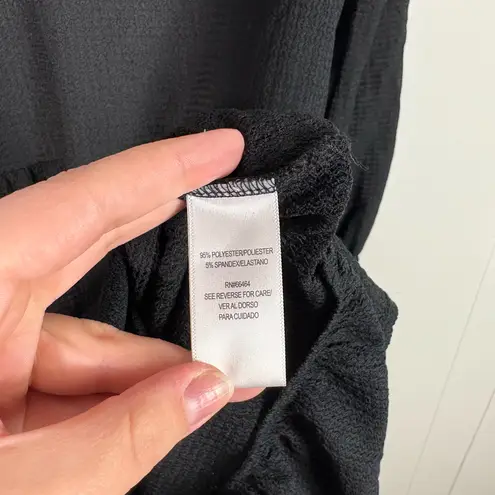 95% POLYESTER/POLIESTER
5% SPANDEX/ELASTANO
RN#66464
SEE REVERSE FOR CARE/
VER AL DORSO
PARA CUIDADO